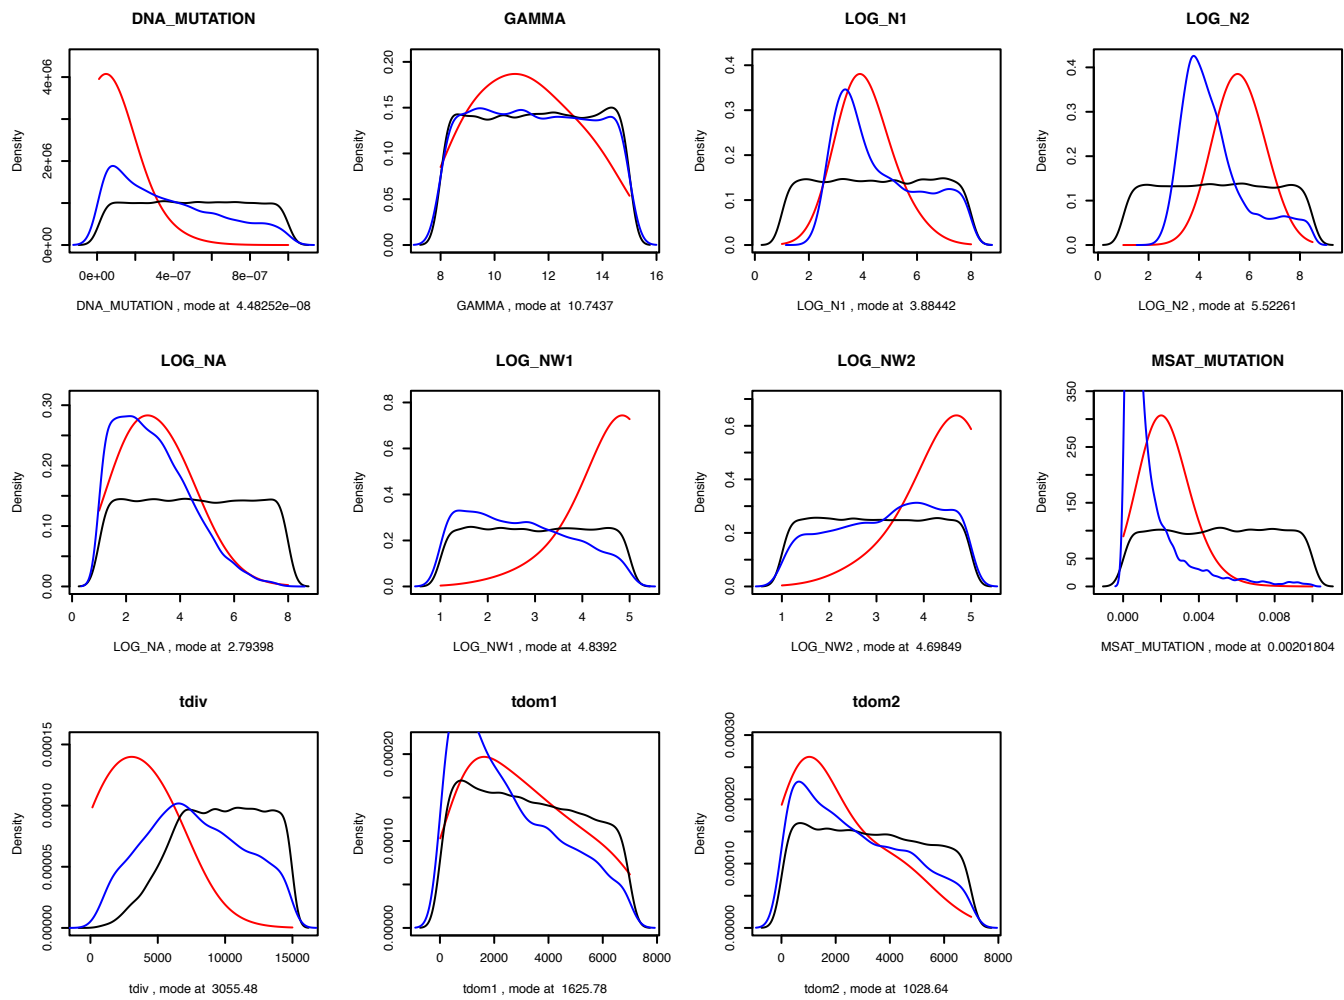 DNA_MUTATION
Density
0e+00 2e+06 4e+06
0e+00 4e−07 8e−07
DNA_MUTATION , mode at 4.48252e−08
GAMMA
Density
0.00 0.05 0.10 0.15 0.20
8 10 12 14 16
GAMMA , mode at 10.7437
LOG_N1
Density
0.0 0.1 0.2 0.3 0.4
0 2 4 6 8
LOG_N1 , mode at 3.88442
LOG_N2
Density
0.0 0.1 0.2 0.3 0.4
0 2 4 6 8
LOG_N2 , mode at 5.52261
LOG_NA
Density
0.00 0.10 0.20 0.30
0 2 4 6 8
LOG_NA , mode at 2.79398
LOG_NW1
Density
0.0 0.2 0.4 0.6 0.8
1 2 3 4 5
LOG_NW1 , mode at 4.8392
LOG_NW2
Density
0.0 0.2 0.4 0.6
1 2 3 4 5
LOG_NW2 , mode at 4.69849
MSAT_MUTATION
Density
0 50 150 250 350
0.000 0.004 0.008
MSAT_MUTATION , mode at 0.00201804
tdiv
Density
0.00000 0.00005 0.00010 0.00015
0 5000 10000 15000
tdiv , mode at 3055.48
tdom1
Density
0.00000 0.00010 0.00020
0 2000 4000 6000 8000
tdom1 , mode at 1625.78
tdom2
Density
0.00000 0.00010 0.00020 0.00030
0 2000 4000 6000 8000
tdom2 , mode at 1028.64